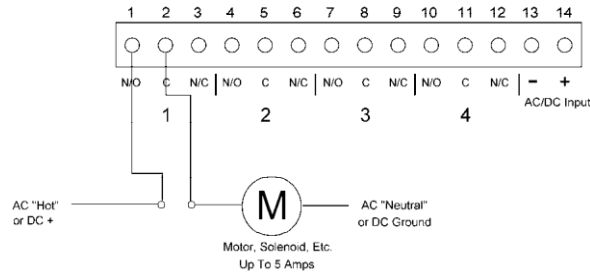 1 2 3 4 5 6 7 8 9 10 11 12 13 14
N/O C N/C | N/O C N/C | N/O C N/C | N/O C N/C | − +
AC/DC Input
1 2 3 4
AC "Hot"
or DC +
M
AC "Neutral"
or DC Ground
Motor, Solenoid, Etc.
Up To 5 Amps